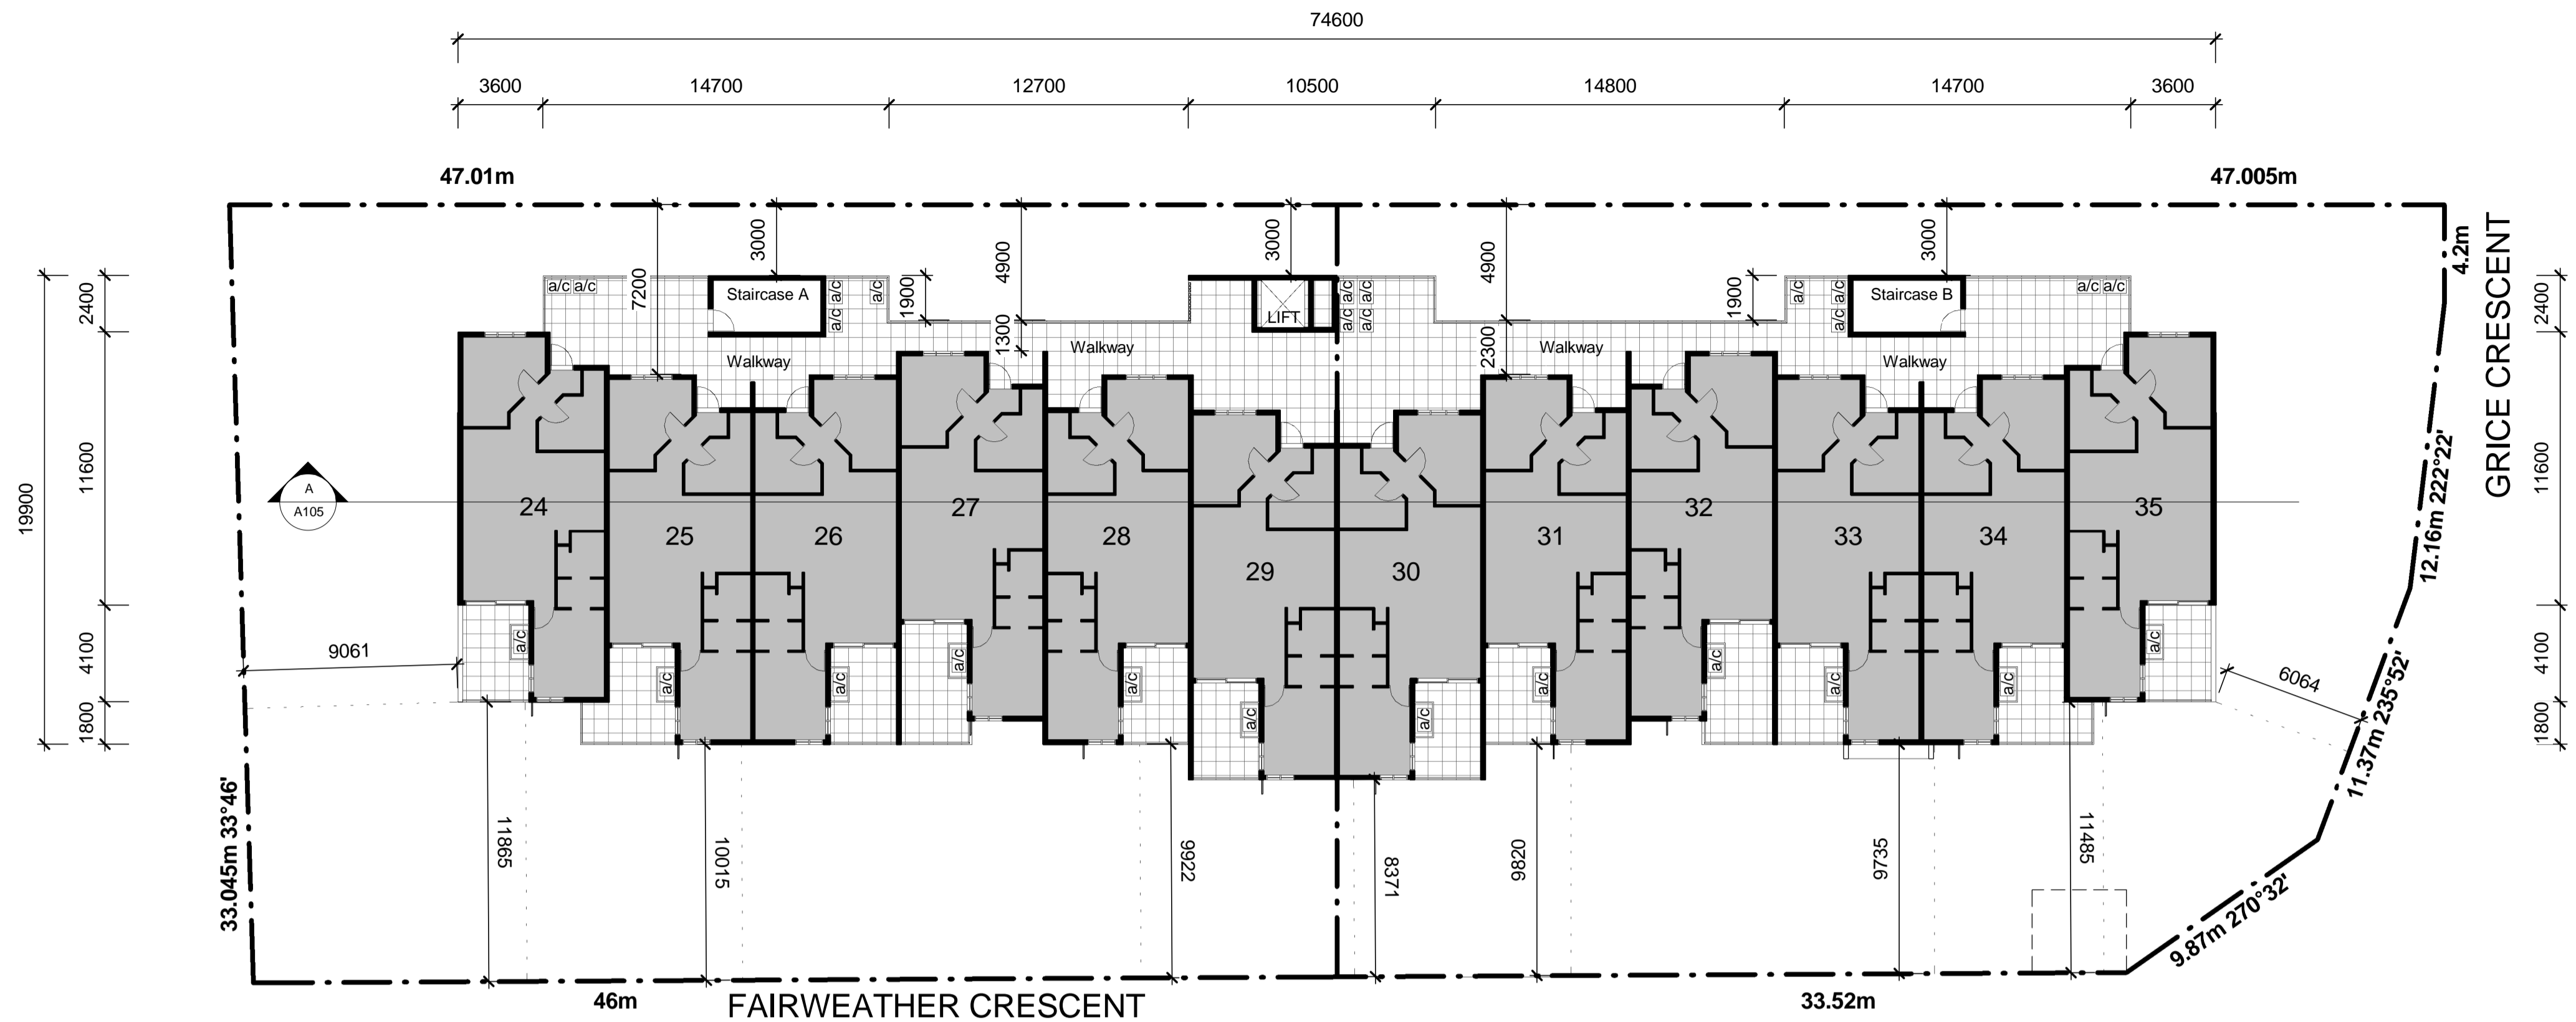 74600
3600 14700 12700 10500 14800 14700 3600
47.01m 47.005m
3000 3000 3000
4900 4900
7200
1900 1900
1300 2300
4.2m
GRICE CRESCENT
2400 2400
a/c a/c Staircase A a/c a/c a/c
LIFT a/c a/c a/c a/c
a/c a/c a/c Staircase B a/c a/c
Walkway Walkway Walkway Walkway
19900
11600 11600
A
A105
24 25 26 27 28 29 30 31 32 33 34 35
12.16m 222°22'
4100 4100
9061
a/c a/c a/c a/c a/c a/c a/c a/c a/c a/c a/c a/c
6064
1800 1800
11.37m 235°52'
33.045m 33°46'
11865 10015 9922 8371 9820 9735 11485
9.87m 270°32'
46m 33.52m
FAIRWEATHER CRESCENT